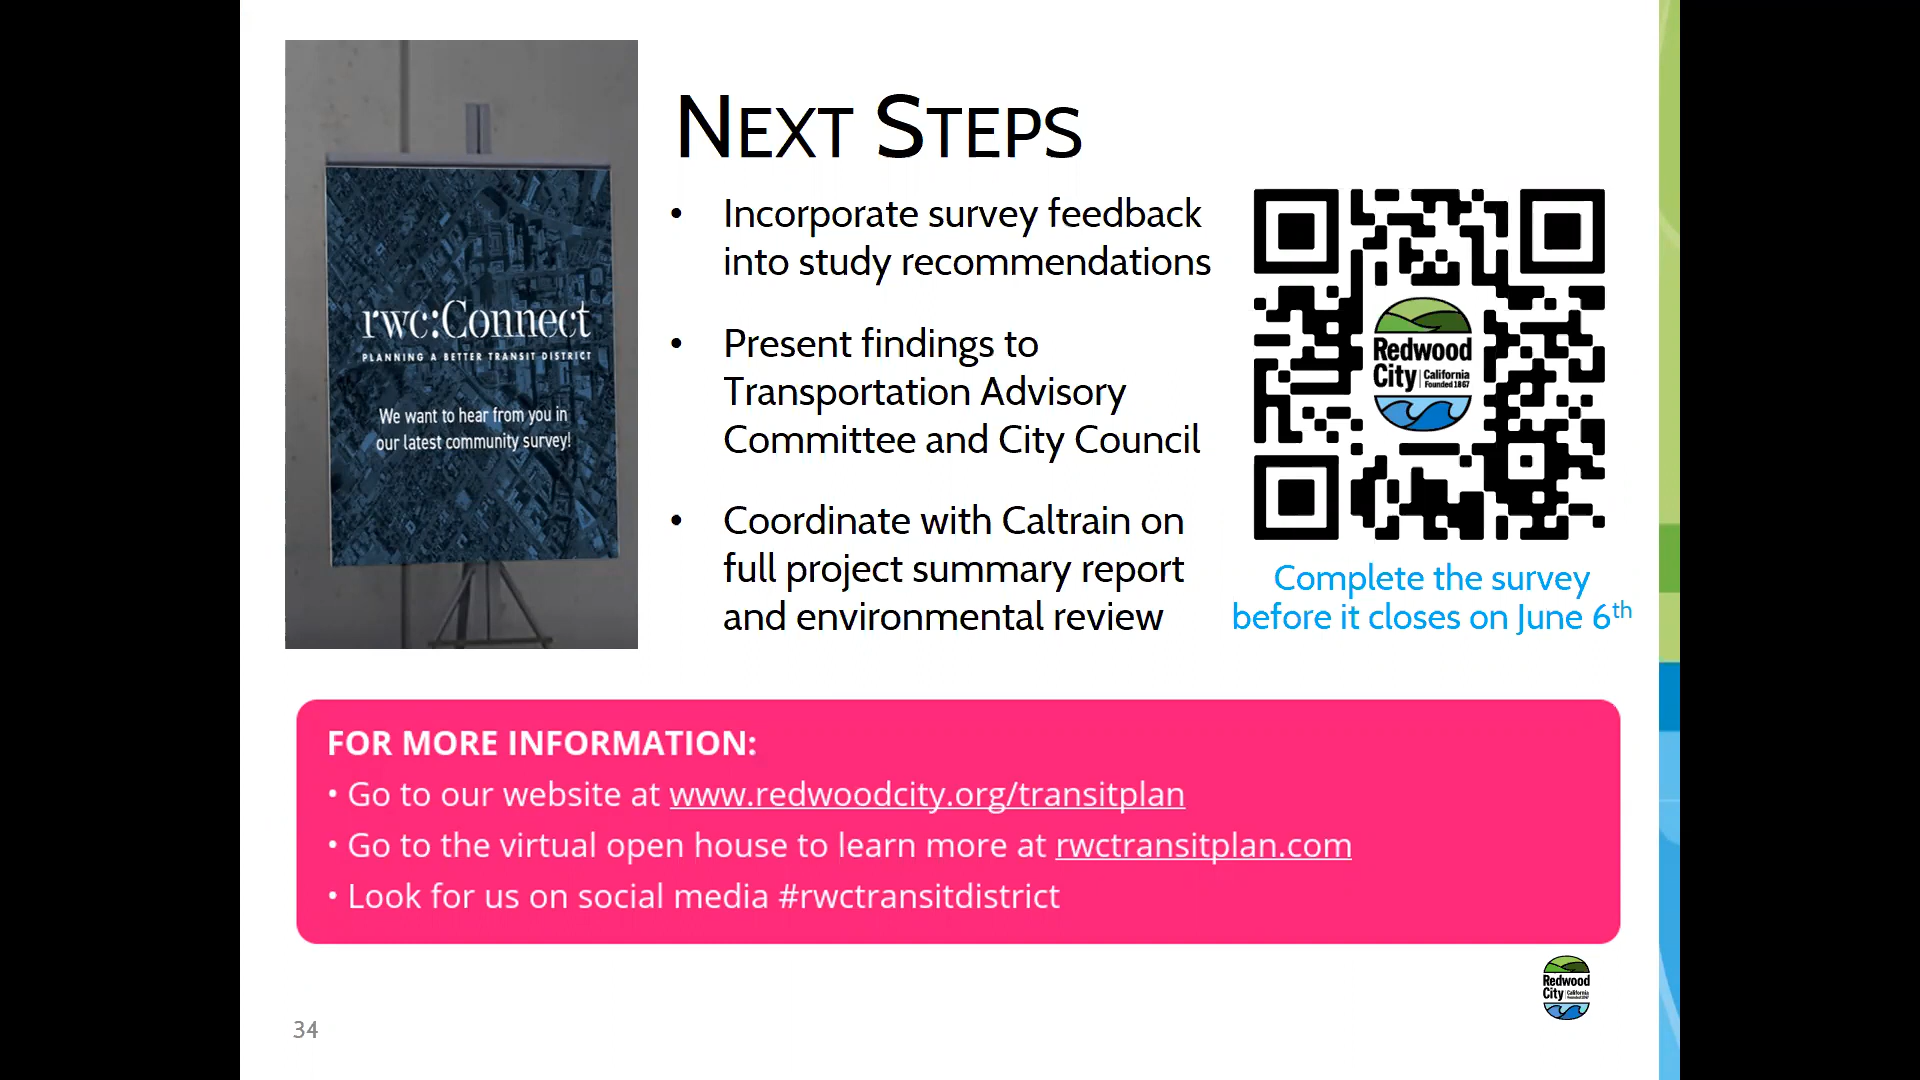 NEXT STEPS
rwc:Connect
PLANNING A BETTER TRANSIT DISTRICT
We want to hear from you in
our latest community survey!
• Incorporate survey feedback
into study recommendations
• Present findings to
Transportation Advisory
Committee and City Council
• Coordinate with Caltrain on
full project summary report
and environmental review
Redwood
City | California
Founded 1867
Complete the survey
before it closes on June 6th
FOR MORE INFORMATION:
• Go to our website at www.redwoodcity.org/transitplan
• Go to the virtual open house to learn more at rwctransitplan.com
• Look for us on social media #rwctransitdistrict
Redwood
City | California
Founded 1867
34